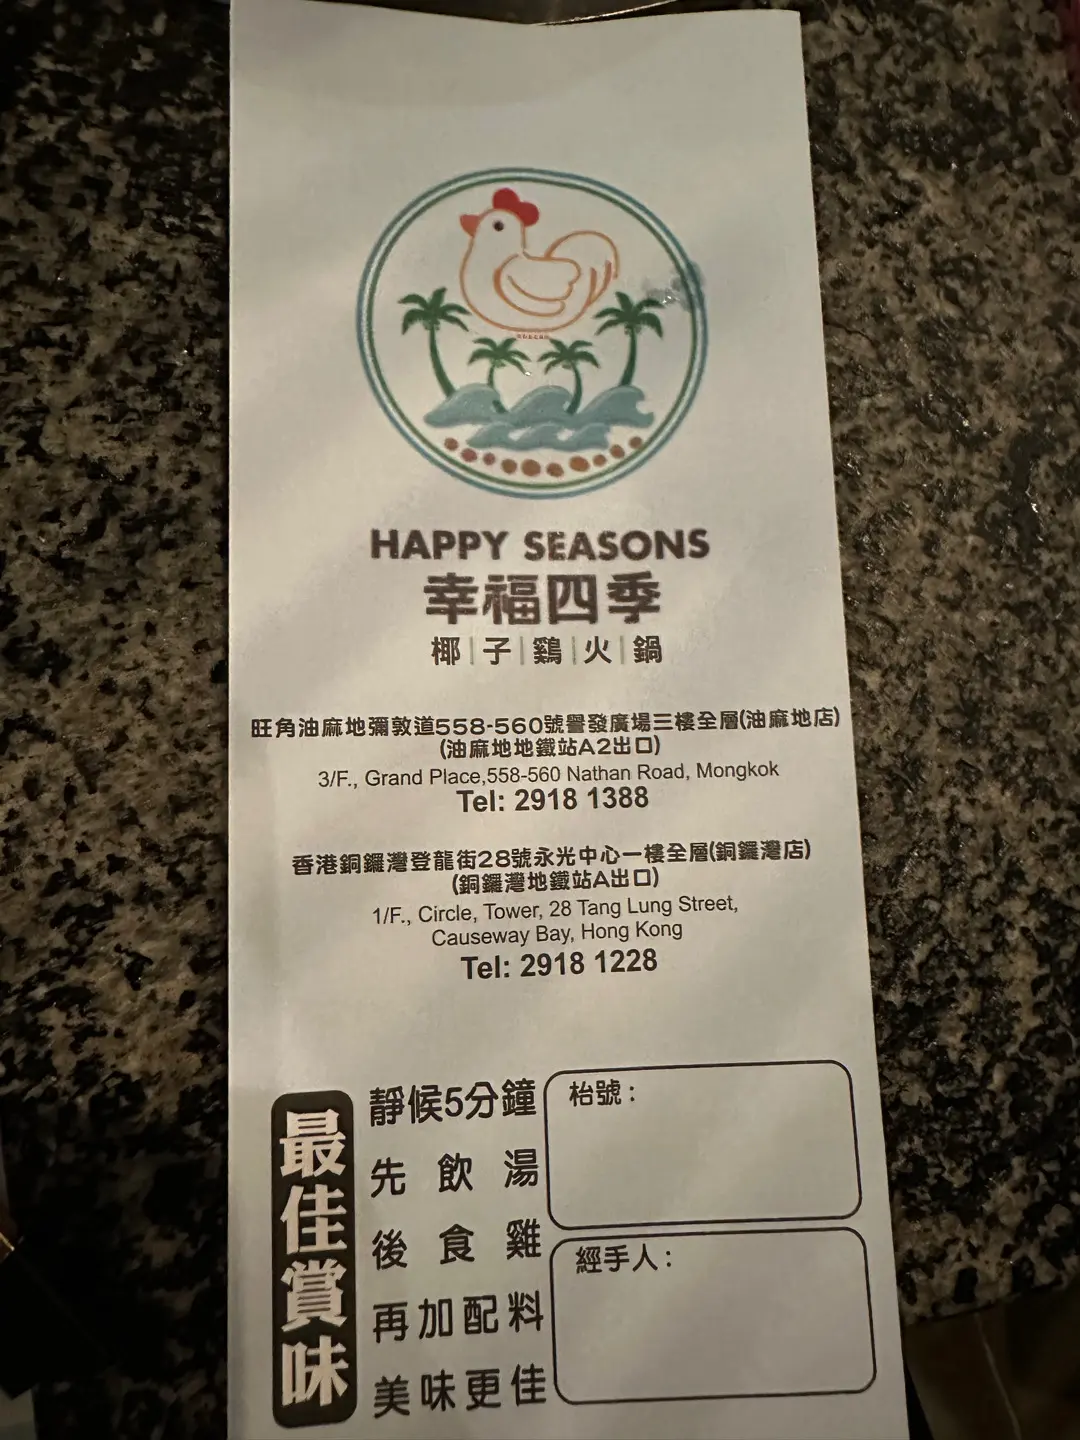 HAPPY SEASONS
幸福四季
椰|子|鷄|火|鍋
旺角油麻地彌敦道558-560號譽發廣場三樓全層(油麻地店)
(油麻地地鐵站A2出口)
3/F., Grand Place,558-560 Nathan Road, Mongkok
Tel: 2918 1388
香港銅鑼灣登龍街28號永光中心一樓全層(銅鑼灣店)
(銅鑼灣地鐵站A出口)
1/F., Circle, Tower, 28 Tang Lung Street,
Causeway Bay, Hong Kong
Tel: 2918 1228
最佳賞味
靜候5分鐘
先飲湯
後食雞
再加配料
美味更佳
枱號：
經手人：